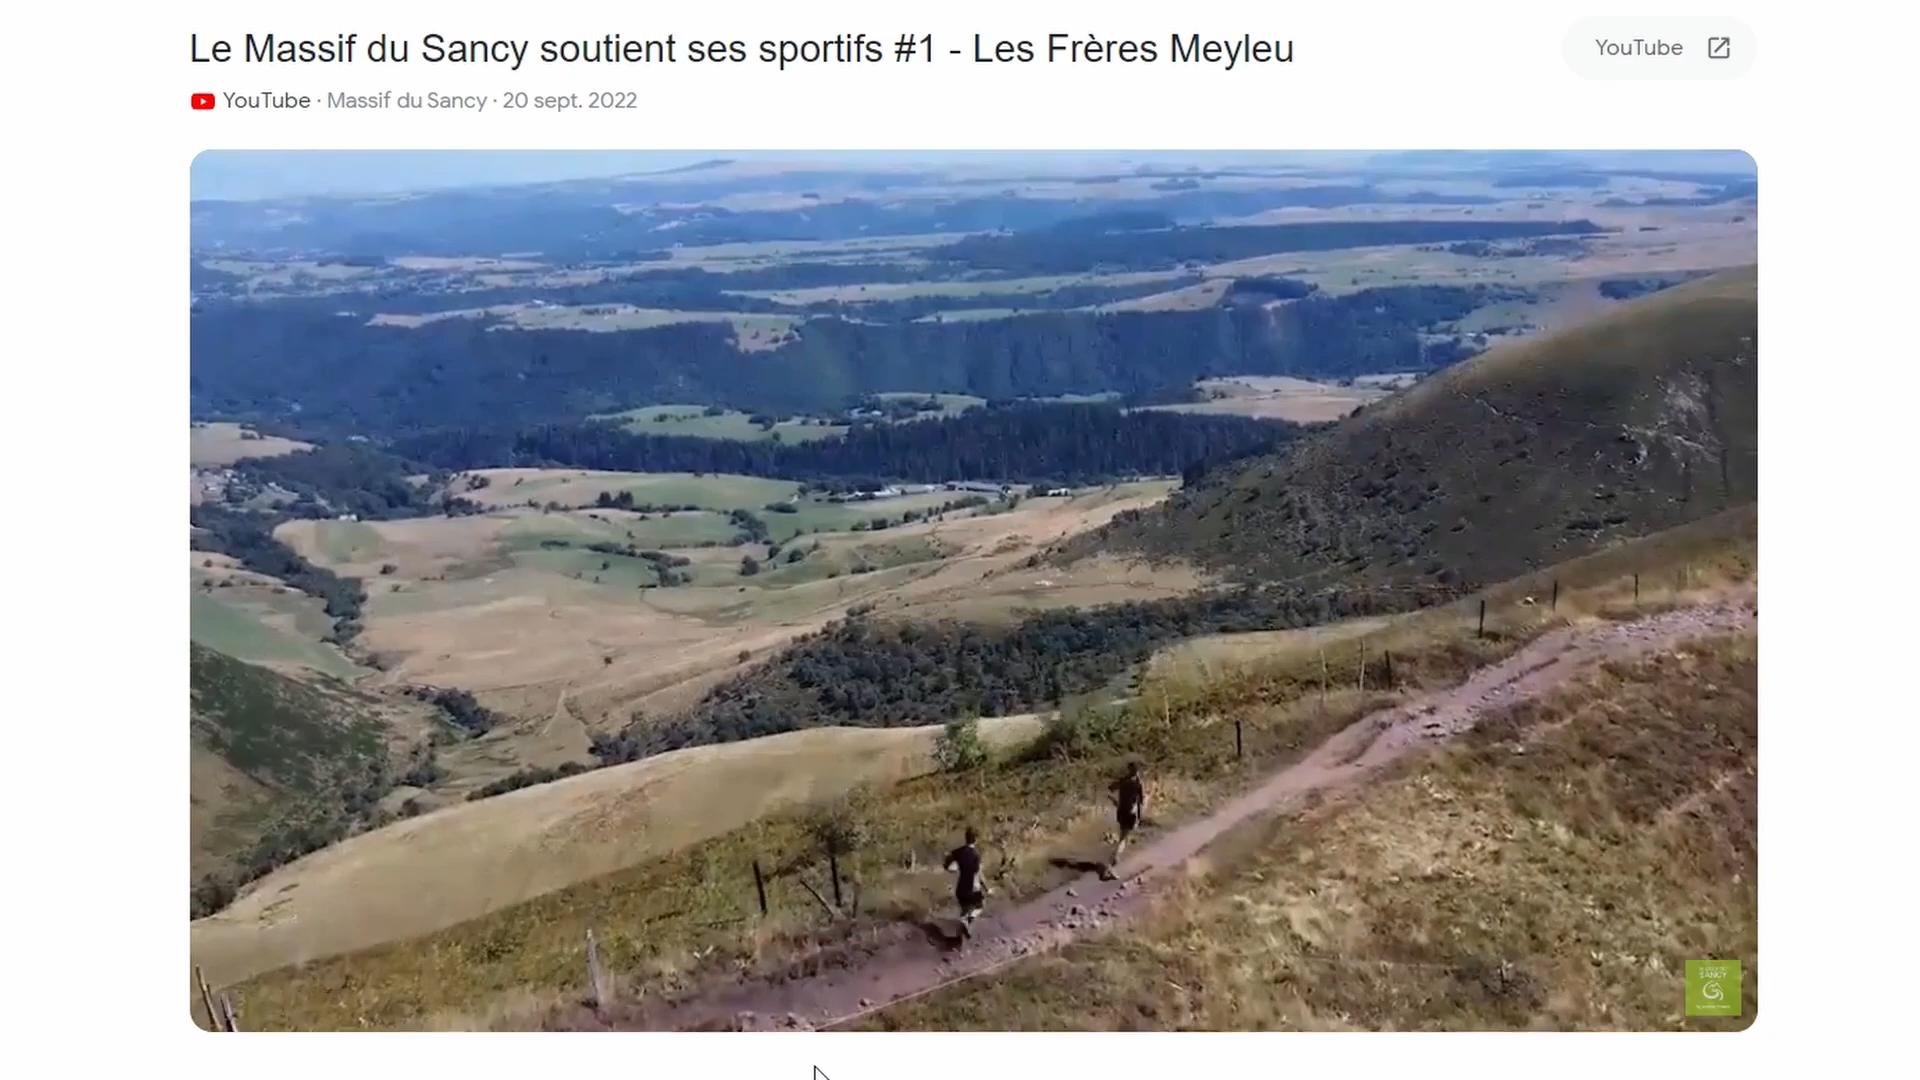 Le Massif du Sancy soutient ses sportifs #1 - Les Frères Meyleu
YouTube
YouTube · Massif du Sancy · 20 sept. 2022
SANCY